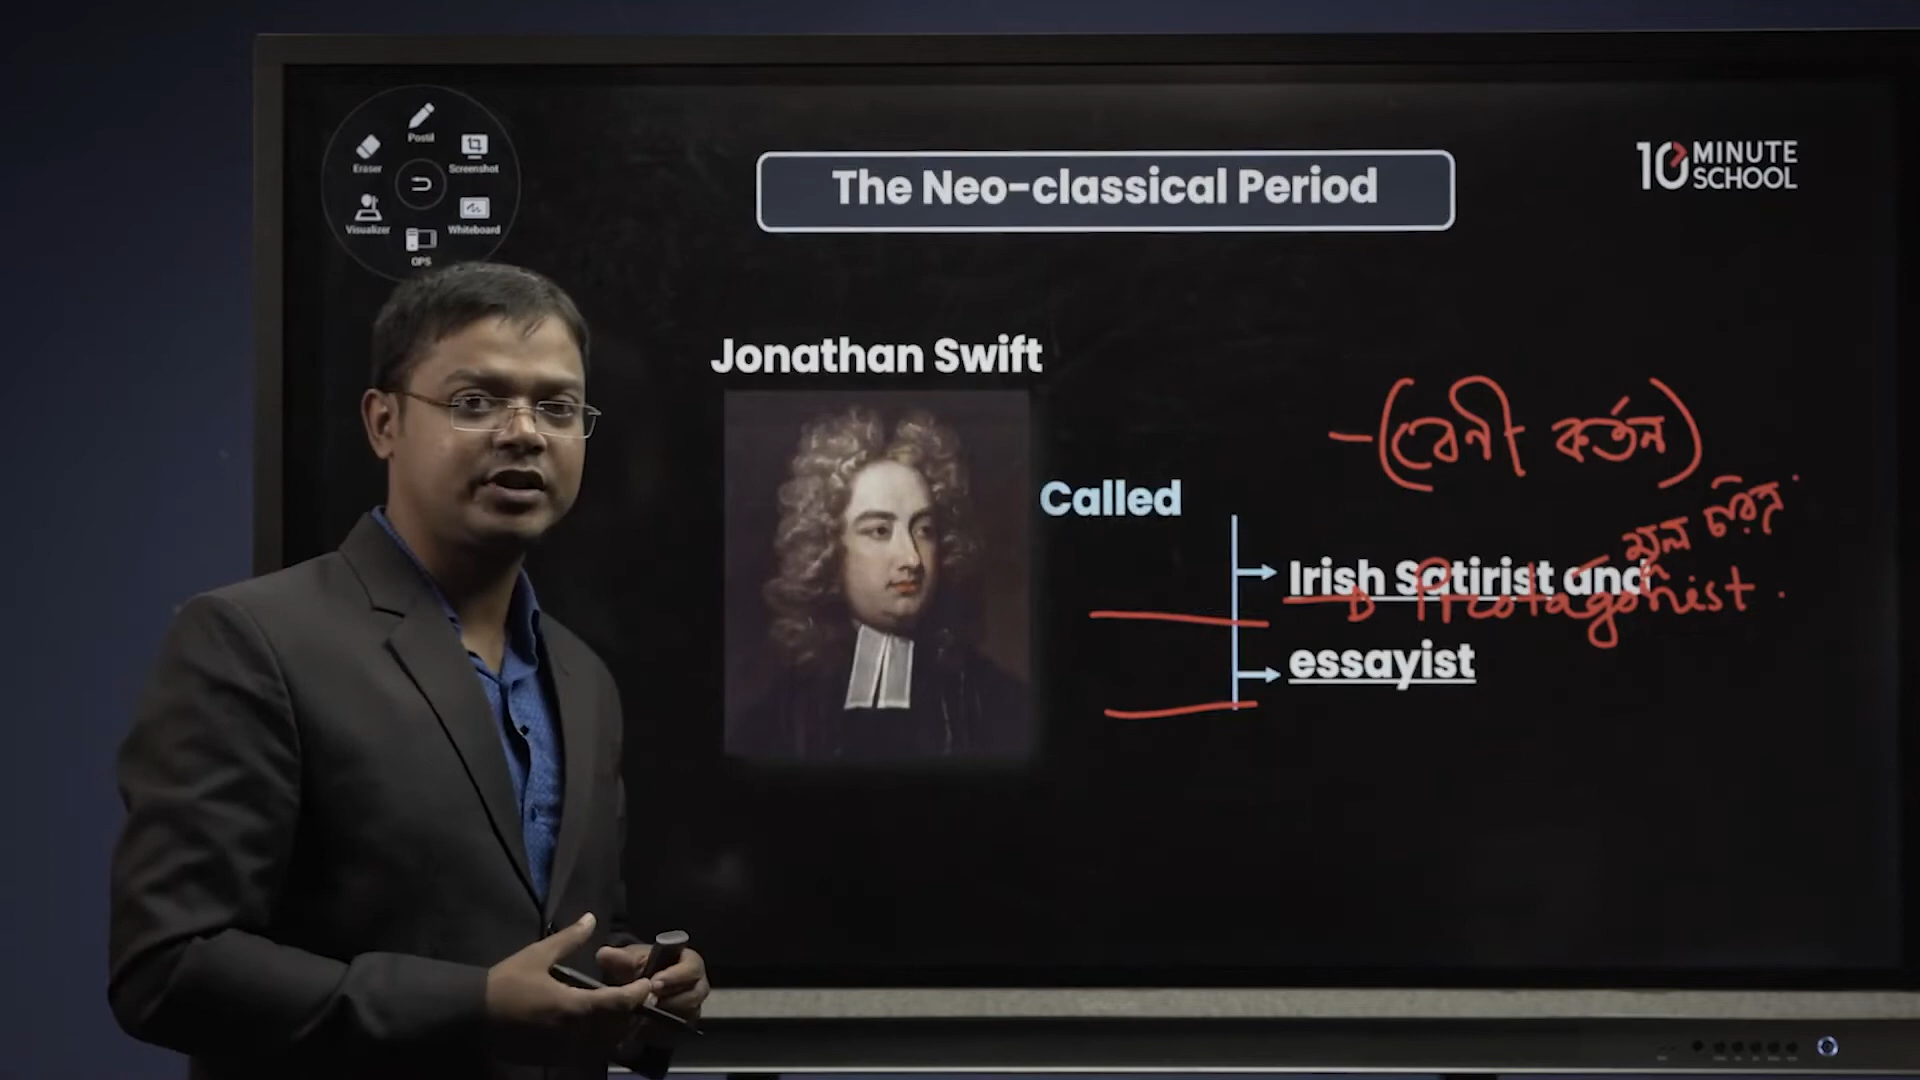 Postil
Eraser
Screenshot
Visualizer
Whiteboard
OPS
The Neo-classical Period
10 MINUTE
SCHOOL
Jonathan Swift
-(বেনী কর্তন)
Called
মূল চরিত্র
Irish Satirist and
Protagonist.
essayist